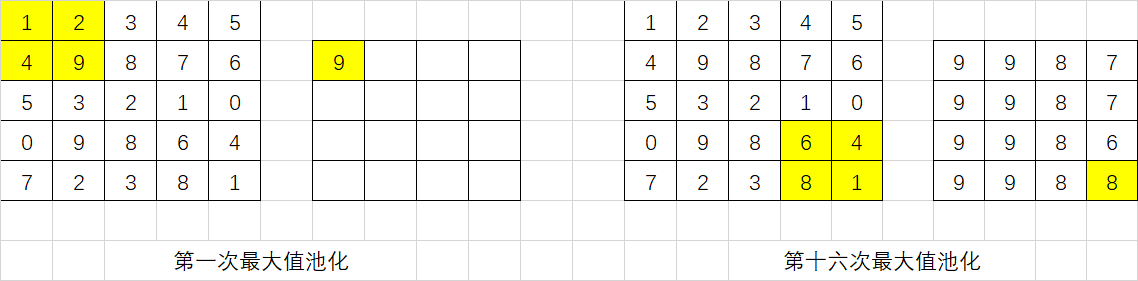 1 2 3 4 5 1 2 3 4 5
4 9 8 7 6 9 4 9 8 7 6 9 9 8 7
5 3 2 1 0 5 3 2 1 0 9 9 8 7
0 9 8 6 4 0 9 8 6 4 9 9 8 6
7 2 3 8 1 7 2 3 8 1 9 9 8 8
第一次最大值池化 第十六次最大值池化